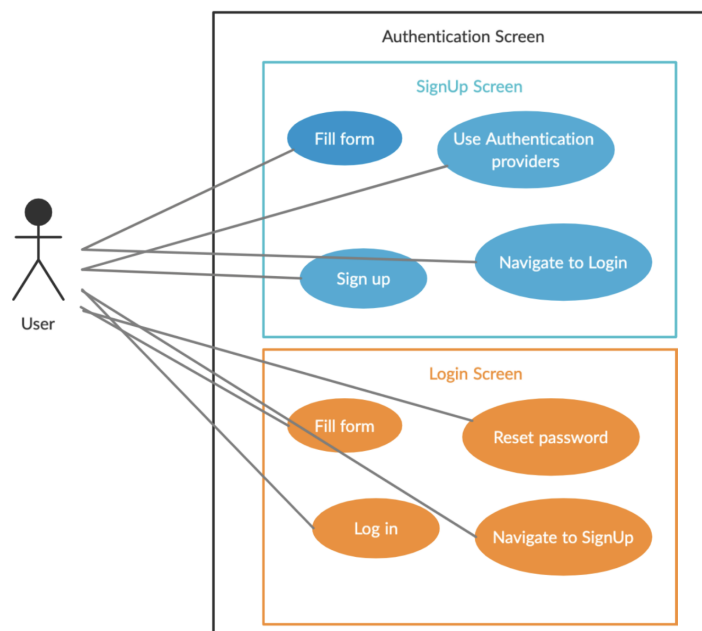 Authentication Screen
SignUp Screen
Fill form
Use Authentication
providers
Navigate to Login
Sign up
User
Login Screen
Fill form
Reset password
Log in
Navigate to SignUp